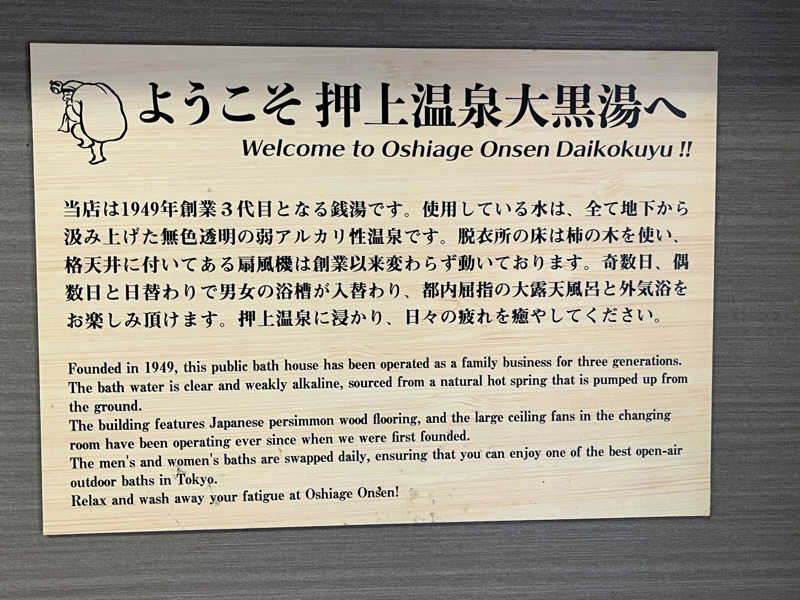 ようこそ 押上温泉大黒湯へ
Welcome to Oshiage Onsen Daikokuyu !!
当店は1949年創業３代目となる銭湯です。使用している水は、全て地下から
汲み上げた無色透明の弱アルカリ性温泉です。脱衣所の床は柿の木を使い、
格天井に付いてある扇風機は創業以来変わらず動いております。奇数日、偶
数日と日替わりで男女の浴槽が入替わり、都内屈指の大露天風呂と外気浴を
お楽しみ頂けます。押上温泉に浸かり、日々の疲れを癒やしてください。
Founded in 1949, this public bath house has been operated as a family business for three generations.
The bath water is clear and weakly alkaline, sourced from a natural hot spring that is pumped up from
the ground.
The building features Japanese persimmon wood flooring, and the large ceiling fans in the changing
room have been operating ever since when we were first founded.
The men's and women's baths are swapped daily, ensuring that you can enjoy one of the best open-air
outdoor baths in Tokyo.
Relax and wash away your fatigue at Oshiage Onsen!